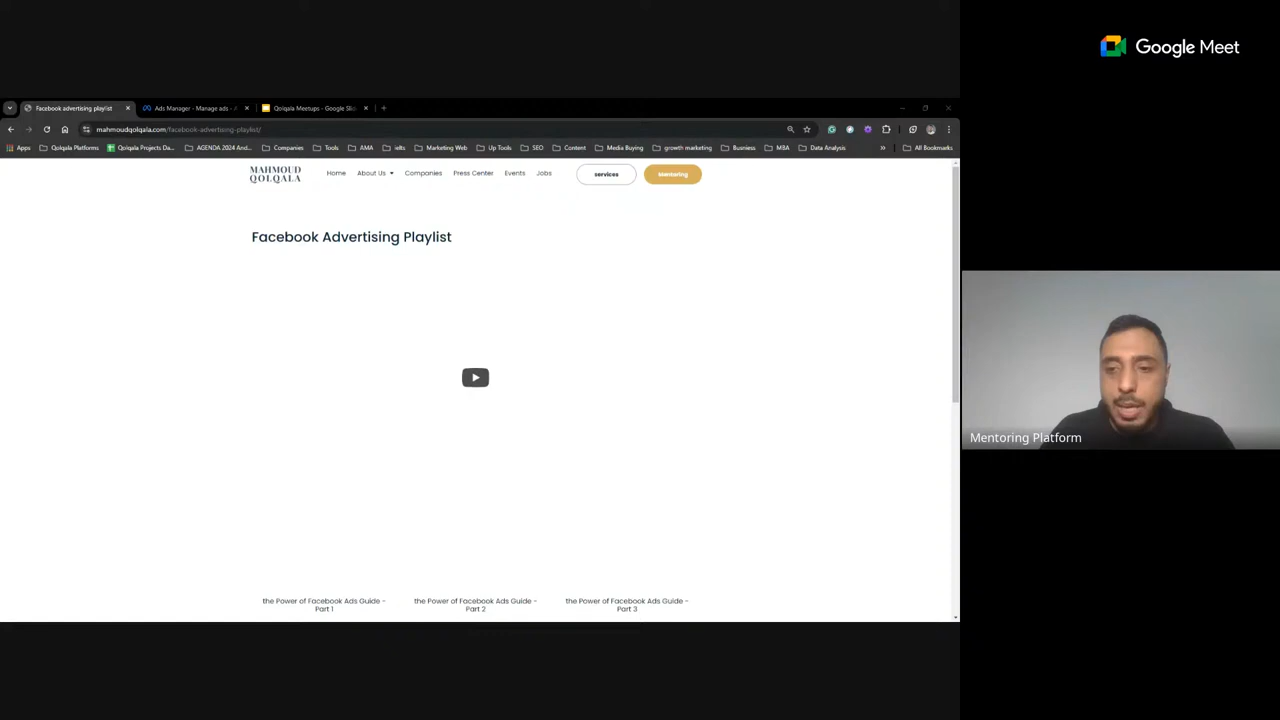 Google Meet
Facebook advertising playlist
Ads Manager - Manage ads - A
Qolqala Meetups - Google Slid
mahmoudqolqala.com/facebook-advertising-playlist/
Apps
Qolqala Platforms
Qolqala Projects Da...
AGENDA 2024 And...
Companies
Tools
AMA
ielts
Marketing Web
Up Tools
SEO
Content
Media Buying
growth marketing
Busniess
MBA
Data Analysis
All Bookmarks
MAHMOUD
QOLQALA
Home
About Us
Companies
Press Center
Events
Jobs
services
Mentoring
Facebook Advertising Playlist
Mentoring Platform
the Power of Facebook Ads Guide -
Part 1
the Power of Facebook Ads Guide -
Part 2
the Power of Facebook Ads Guide -
Part 3